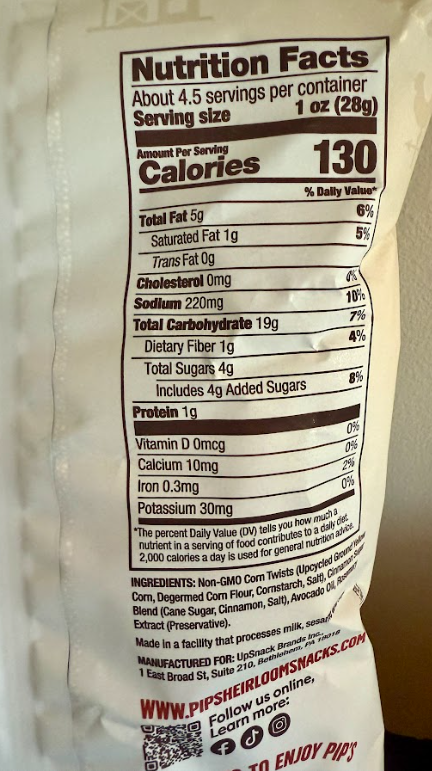 Nutrition Facts
About 4.5 servings per container
Serving size 1 oz (28g)
Amount Per Serving
Calories 130
% Daily Value*
Total Fat 5g 6%
Saturated Fat 1g 5%
Trans Fat 0g
Cholesterol 0mg 0%
Sodium 220mg 10%
Total Carbohydrate 19g 7%
Dietary Fiber 1g 4%
Total Sugars 4g
Includes 4g Added Sugars 8%
Protein 1g
Vitamin D 0mcg 0%
Calcium 10mg 0%
Iron 0.3mg 2%
Potassium 30mg 0%
*The percent Daily Value (DV) tells you how much a
nutrient in a serving of food contributes to a daily diet.
2,000 calories a day is used for general nutrition advice.
INGREDIENTS: Non-GMO Corn Twists (Upcycled Ground Yellow
Corn, Degermed Corn Flour, Cornstarch, Salt), Cinnamon Sugar
Blend (Cane Sugar, Cinnamon, Salt), Avocado Oil, Rosemary
Extract (Preservative).
Made in a facility that processes milk,
MANUFACTURED FOR: UpSnack Brands Inc.,
1 East Broad St, Suite 210, Bethlehem, PA 18018
WWW.PIPSHEIRLOOMSNACKS.COM
Follow us online,
Learn more:
TO ENJOY PIP'S